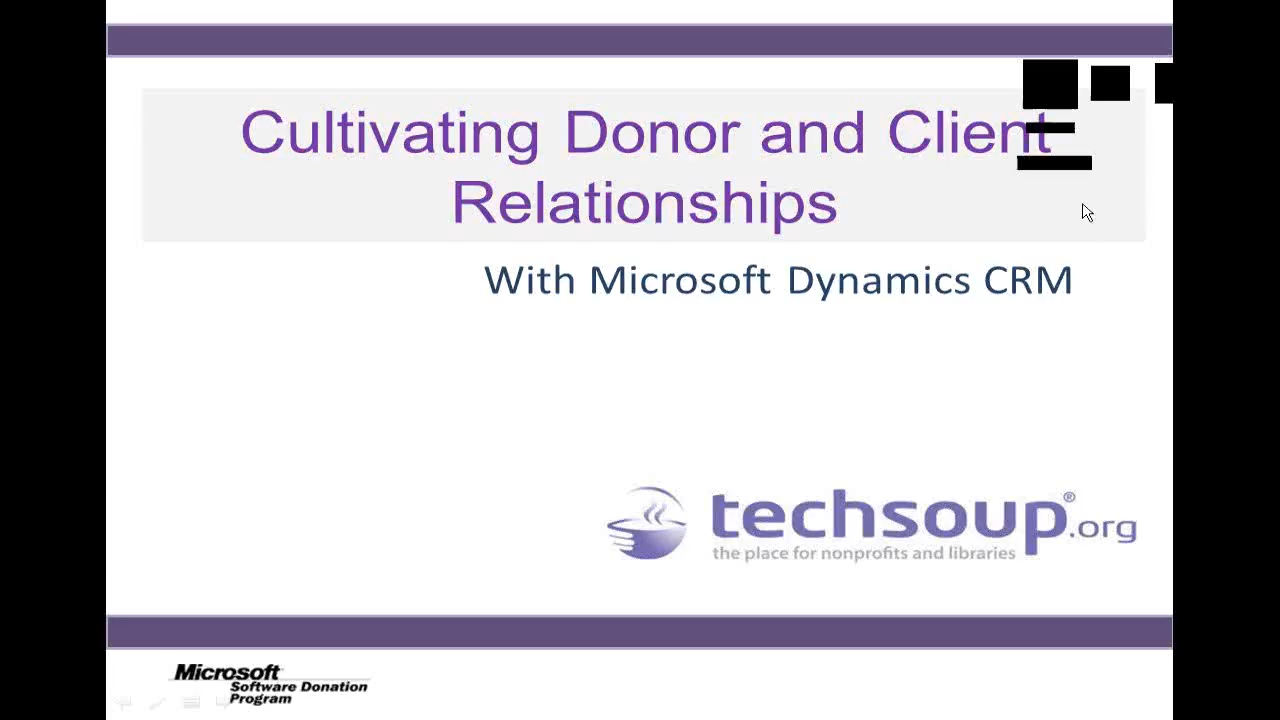 Cultivating Donor and Client
Relationships
With Microsoft Dynamics CRM
techsoup.org®
the place for nonprofits and libraries
Microsoft
Software Donation
Program